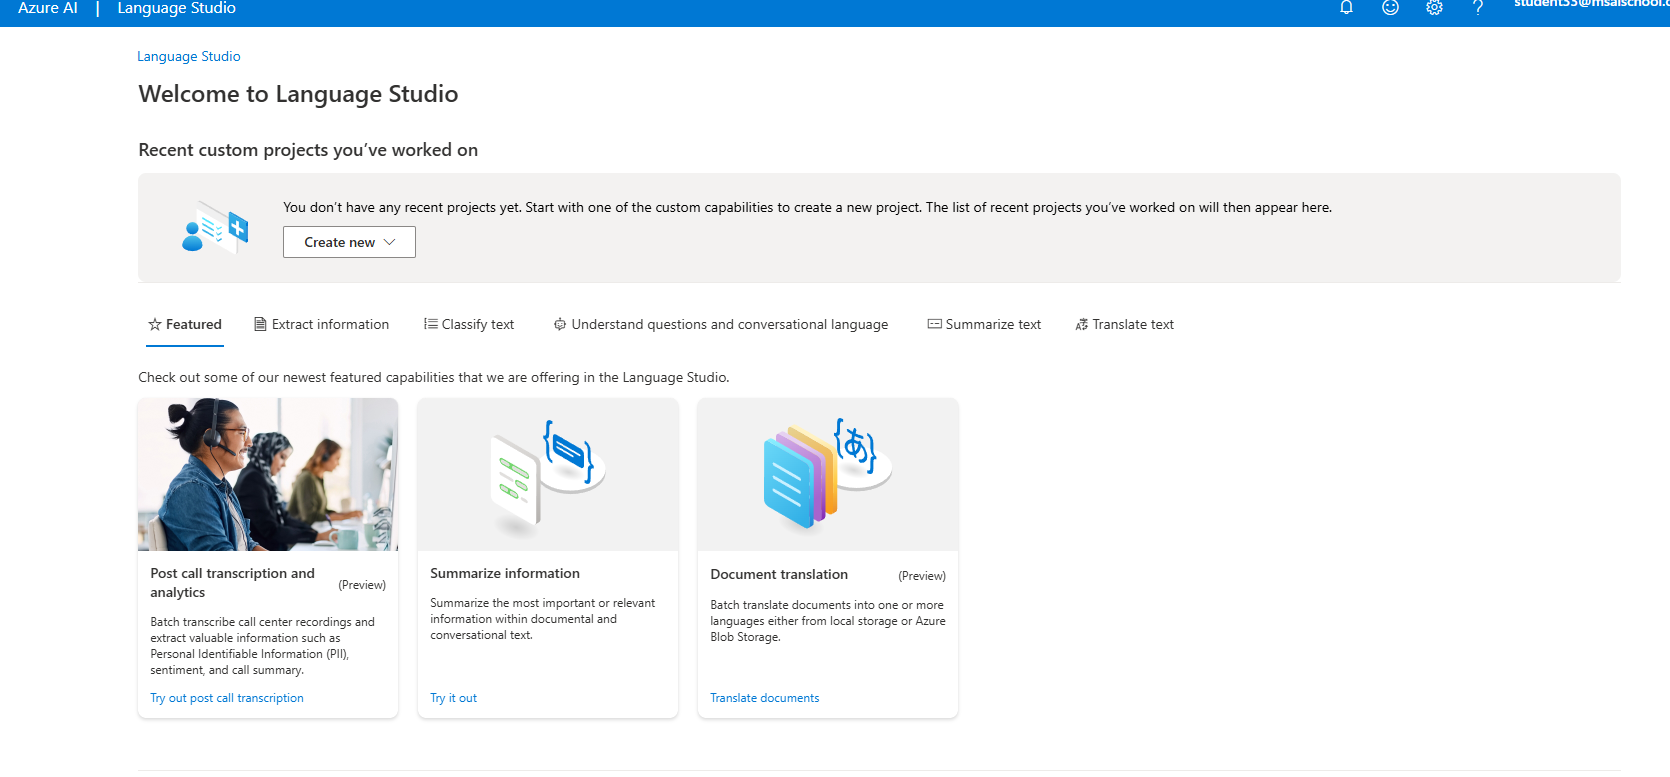 Azure AI | Language Studio
student33@msaischool.
Language Studio
Welcome to Language Studio
Recent custom projects you’ve worked on
You don’t have any recent projects yet. Start with one of the custom capabilities to create a new project. The list of recent projects you’ve worked on will then appear here.
Create new
Featured
Extract information
Classify text
Understand questions and conversational language
Summarize text
Translate text
Check out some of our newest featured capabilities that we are offering in the Language Studio.
Post call transcription and
analytics
(Preview)
Batch transcribe call center recordings and
extract valuable information such as
Personal Identifiable Information (PII),
sentiment, and call summary.
Try out post call transcription
Summarize information
Summarize the most important or relevant
information within documental and
conversational text.
Try it out
Document translation
(Preview)
Batch translate documents into one or more
languages either from local storage or Azure
Blob Storage.
Translate documents